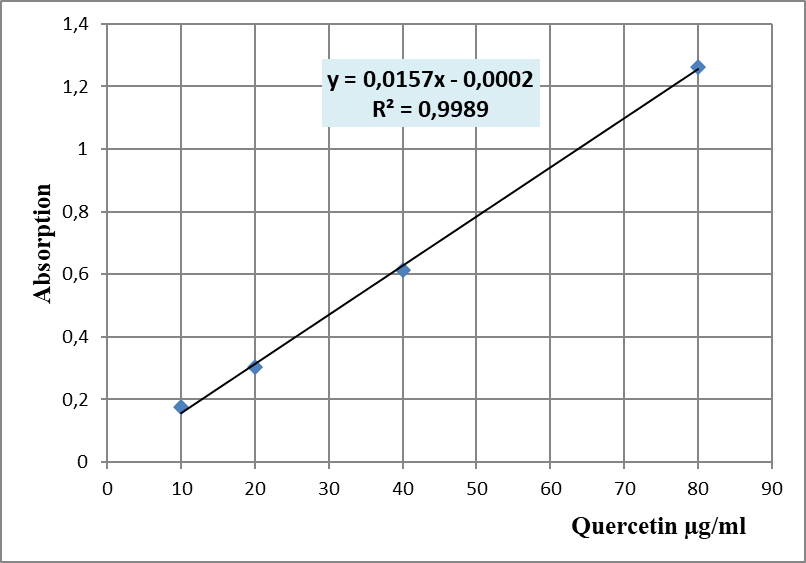 1,4
1,2
1
0,8
0,6
0,4
0,2
0
y = 0,0157x - 0,0002
R² = 0,9989
Absorption
0 10 20 30 40 50 60 70 80 90
Quercetin µg/ml